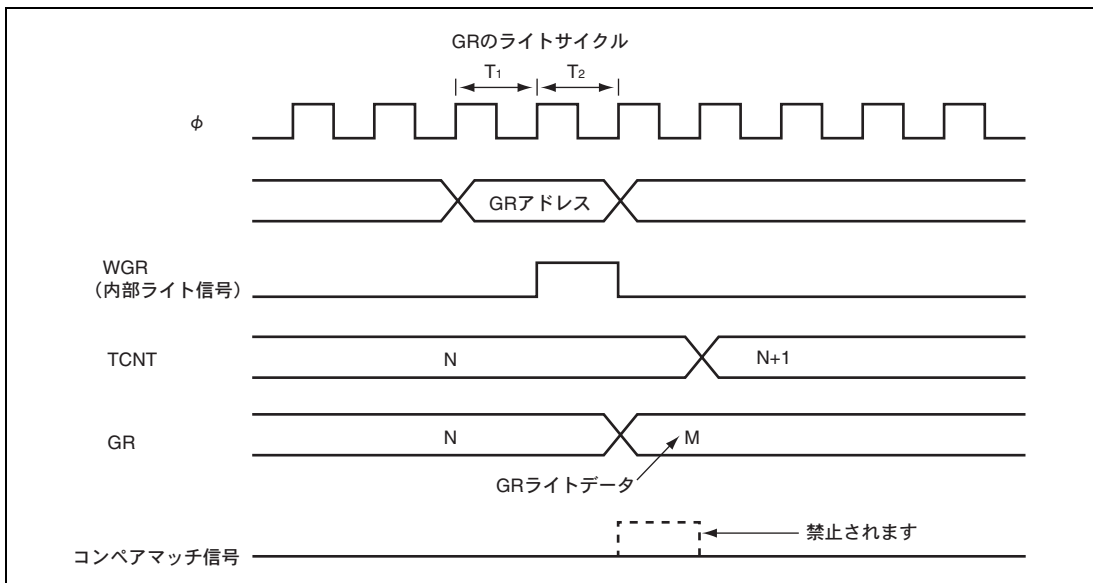 GRのライトサイクル
T1 T2
φ
GRアドレス
WGR
（内部ライト信号）
TCNT N N+1
GR N M
GRライトデータ
コンペアマッチ信号 禁止されます